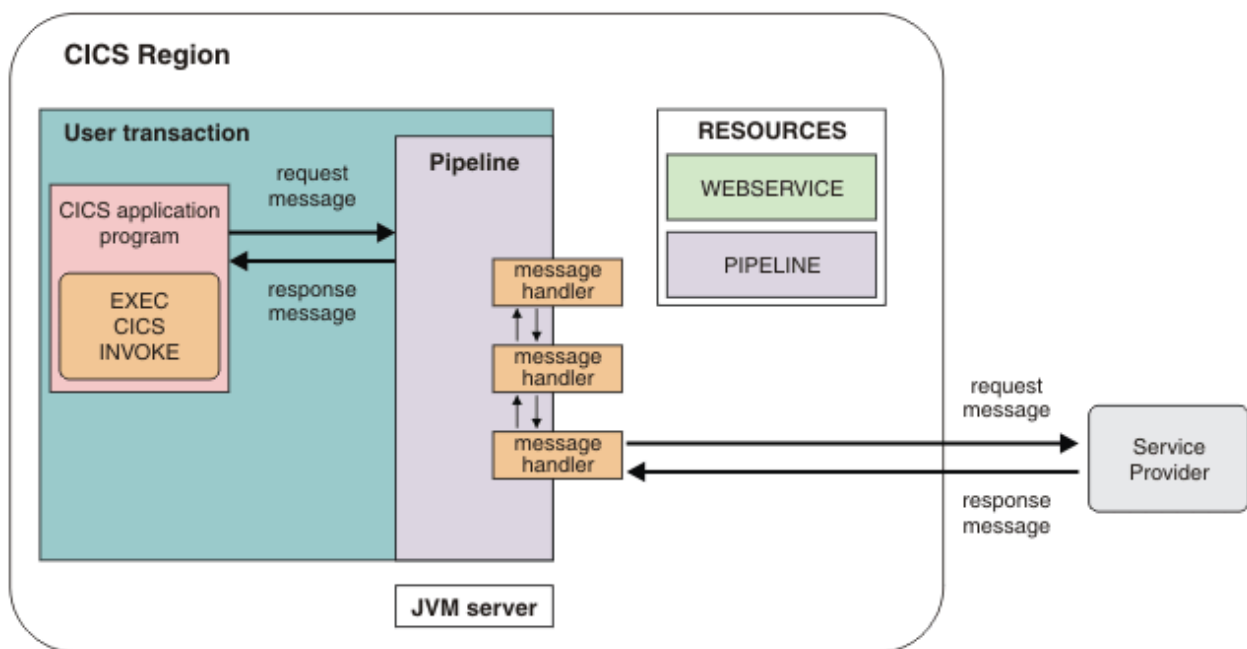 CICS Region
User transaction
CICS application
program
EXEC
CICS
INVOKE
request
message
response
message
Pipeline
message
handler
message
handler
message
handler
JVM server
RESOURCES
WEBSERVICE
PIPELINE
request
message
response
message
Service
Provider